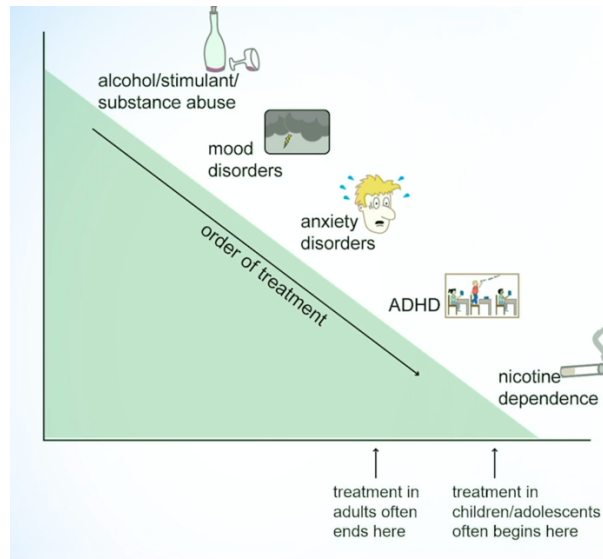 alcohol/stimulant/
substance abuse
mood
disorders
anxiety
disorders
order of treatment
ADHD
nicotine
dependence
treatment in
adults often
ends here
treatment in
children/adolescents
often begins here